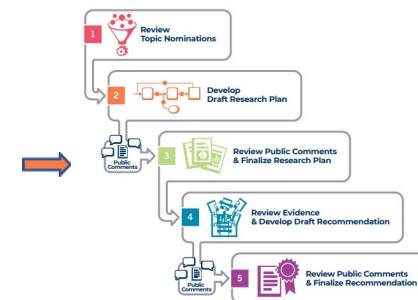 1
Review
Topic Nominations
2
Develop
Draft Research Plan
Public
Comments
3
Review Public Comments
& Finalize Research Plan
4
Review Evidence
& Develop Draft Recommendation
Public
Comments
5
Review Public Comments
& Finalize Recommendation